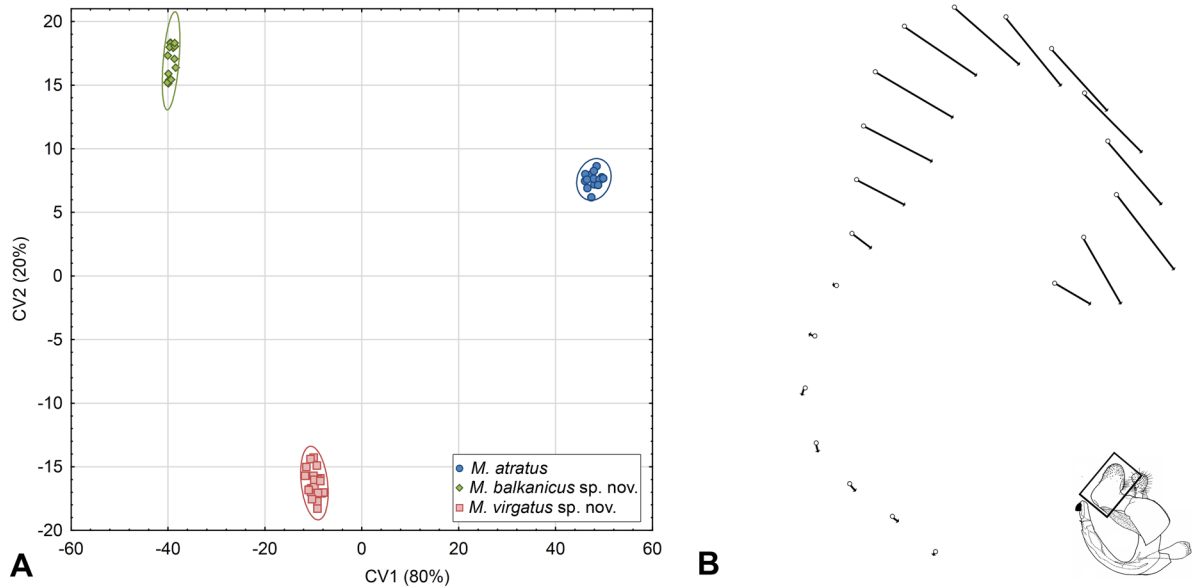 20
15
10
5
0
-5
-10
-15
-20
CV2 (20%)
-60
-40
-20
0
20
40
60
CV1 (80%)
M. atratus
M. balkanicus sp. nov.
M. virgatus sp. nov.
A
B